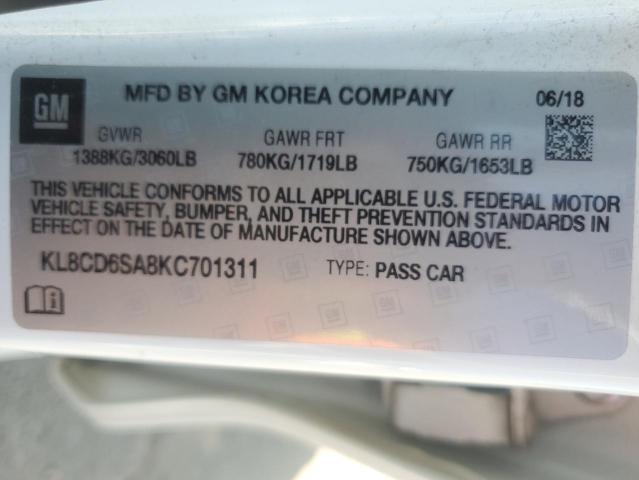 GM
MFD BY GM KOREA COMPANY
06/18
GVWR GAWR FRT GAWR RR
1388KG/3060LB 780KG/1719LB 750KG/1653LB
THIS VEHICLE CONFORMS TO ALL APPLICABLE U.S. FEDERAL MOTOR
VEHICLE SAFETY, BUMPER, AND THEFT PREVENTION STANDARDS IN
EFFECT ON THE DATE OF MANUFACTURE SHOWN ABOVE.
KL8CD6SA8KC701311 TYPE: PASS CAR